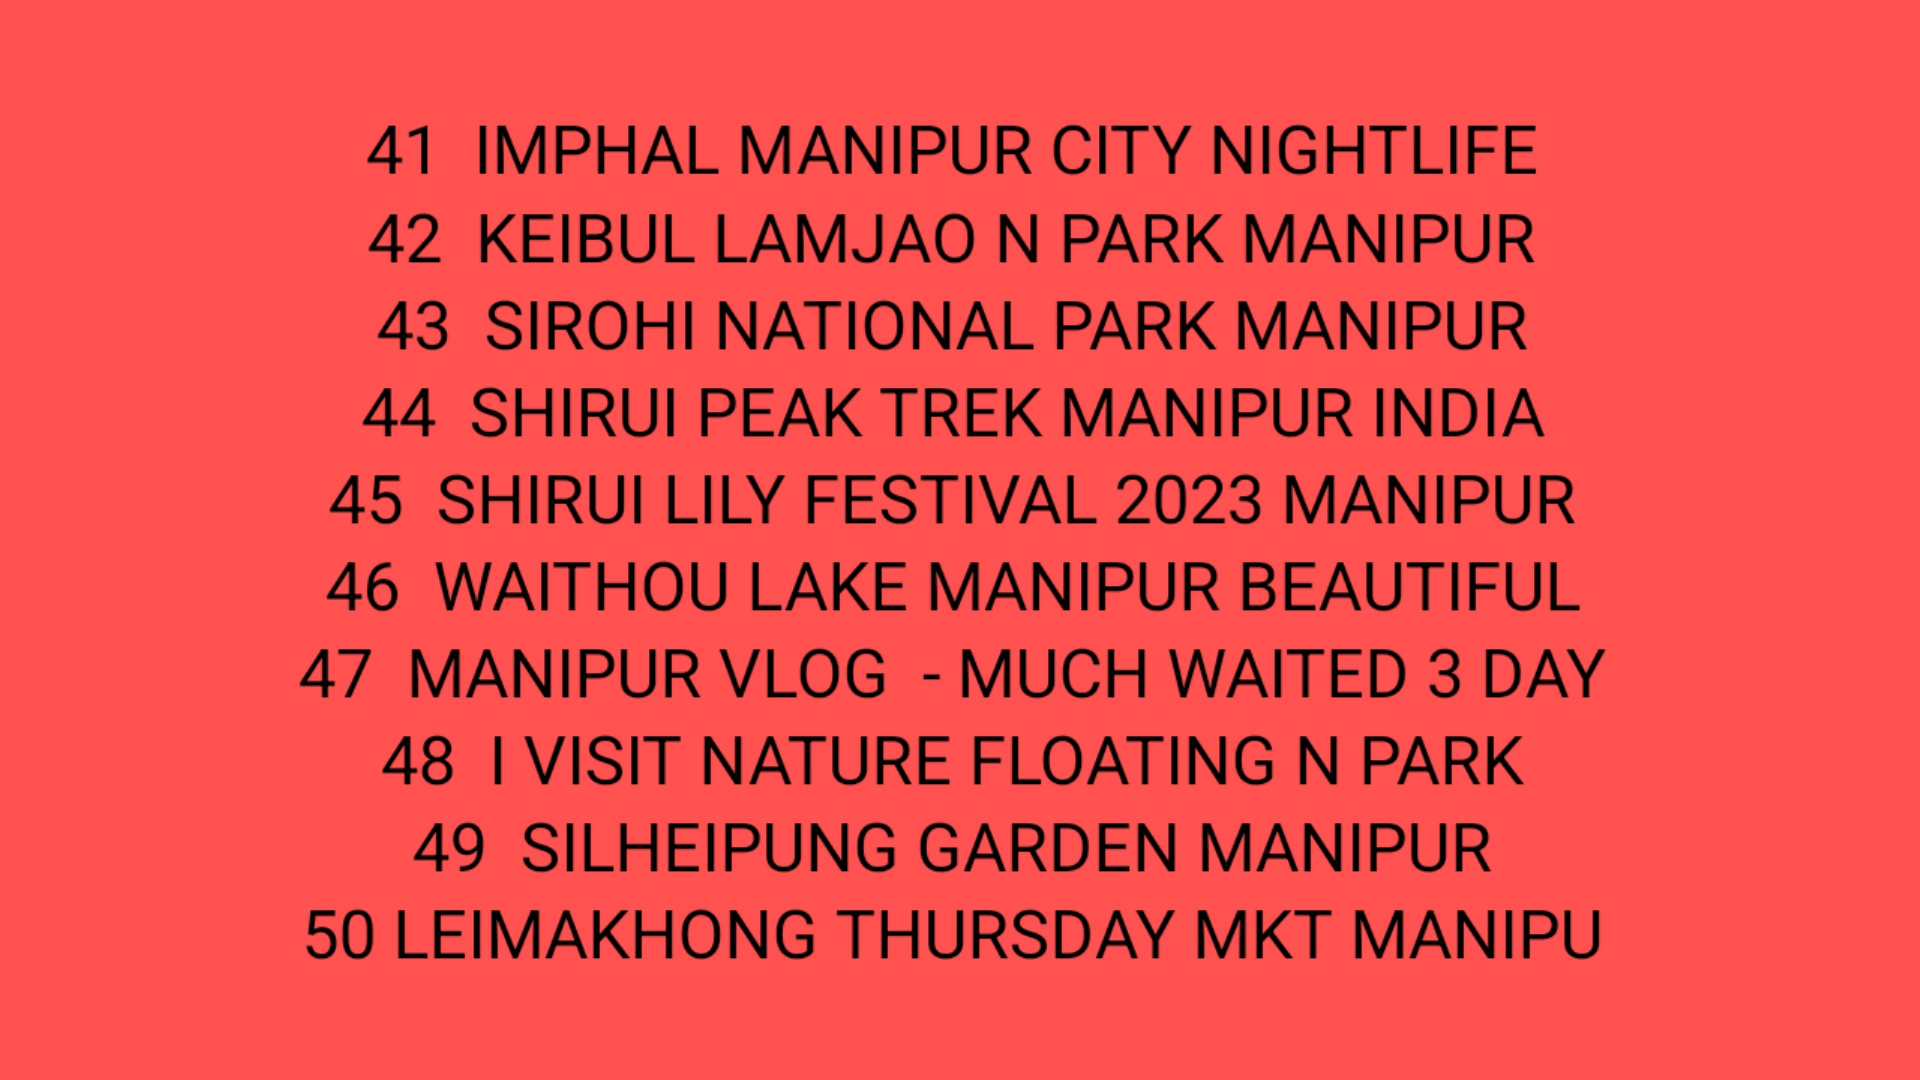 41  IMPHAL MANIPUR CITY NIGHTLIFE
42  KEIBUL LAMJAO N PARK MANIPUR
43  SIROHI NATIONAL PARK MANIPUR
44  SHIRUI PEAK TREK MANIPUR INDIA
45  SHIRUI LILY FESTIVAL 2023 MANIPUR
46  WAITHOU LAKE MANIPUR BEAUTIFUL
47  MANIPUR VLOG  - MUCH WAITED 3 DAY
48  I VISIT NATURE FLOATING N PARK
49  SILHEIPUNG GARDEN MANIPUR
50 LEIMAKHONG THURSDAY MKT MANIPU